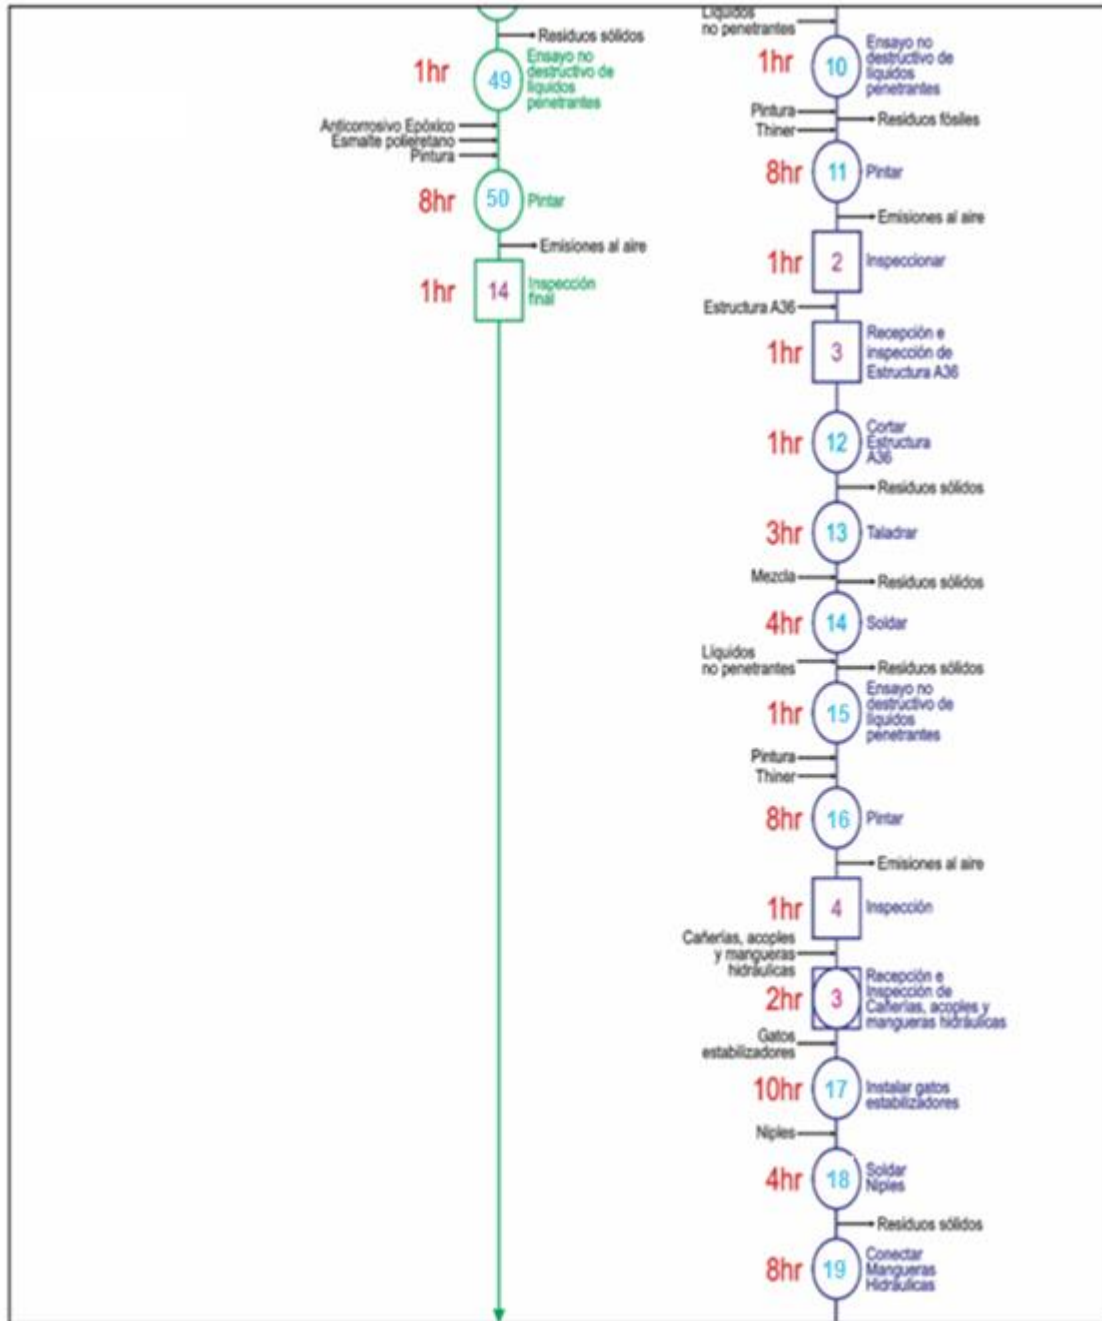 Residuos sólidos
1hr
49
Ensayo no
destructivo de
líquidos
penetrantes
Anticorrosivo Epóxico
Esmalte polieretano
Pintura
8hr
50
Pintar
Emisiones al aire
1hr
14
Inspección
final
Líquidos
no penetrantes
1hr
10
Ensayo no
destructivo de
líquidos
penetrantes
Pintura
Thiner
Residuos fósiles
8hr
11
Pintar
Emisiones al aire
1hr
2
Inspeccionar
Estructura A36
1hr
3
Recepción e
inspección de
Estructura A36
1hr
12
Cortar
Estructura
A36
Residuos sólidos
3hr
13
Taladrar
Mezcla
Residuos sólidos
4hr
14
Soldar
Líquidos
no penetrantes
Residuos sólidos
1hr
15
Ensayo no
destructivo de
líquidos
penetrantes
Pintura
Thiner
8hr
16
Pintar
Emisiones al aire
1hr
4
Inspección
Cañerías, acoples
y mangueras
hidráulicas
2hr
3
Recepción e
Inspección de
Cañerías, acoples y
mangueras hidráulicas
Gatos
estabilizadores
10hr
17
Instalar gatos
estabilizadores
Niples
4hr
18
Soldar
Niples
Residuos sólidos
8hr
19
Conectar
Mangueras
Hidráulicas